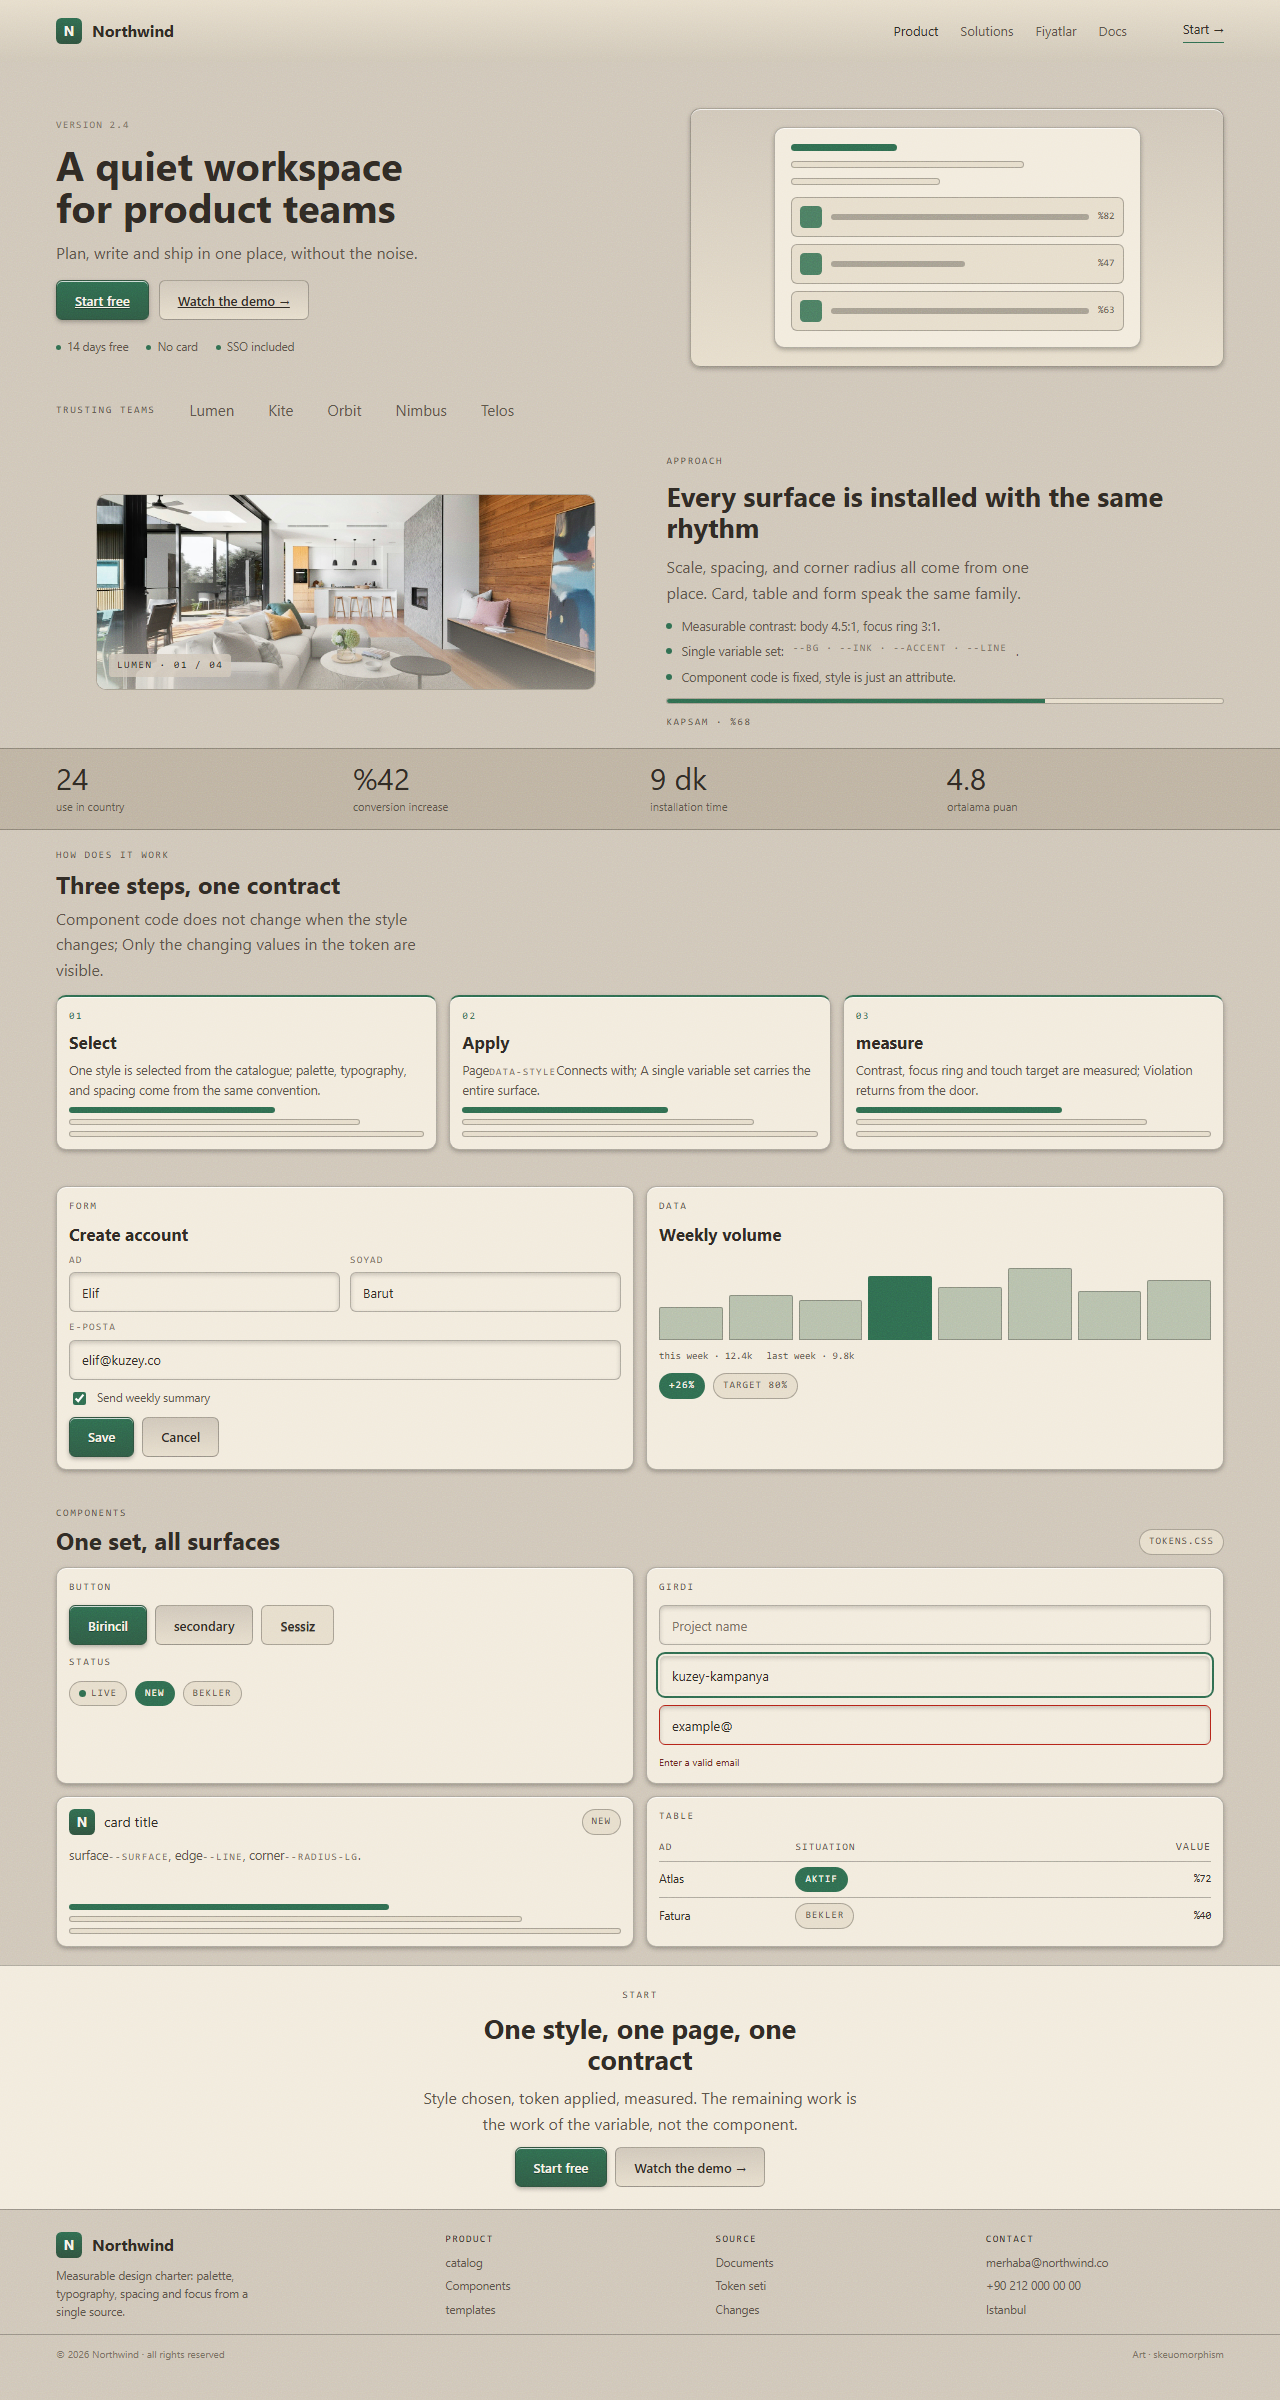 N Northwind
Product Solutions Fiyatlar Docs Start →
VERSION 2.4
A quiet workspace
for product teams
Plan, write and ship in one place, without the noise.
Start free Watch the demo →
14 days free No card SSO included
%82
%47
%63
TRUSTING TEAMS Lumen Kite Orbit Nimbus Telos
LUMEN · 01 / 04
APPROACH
Every surface is installed with the same
rhythm
Scale, spacing, and corner radius all come from one
place. Card, table and form speak the same family.
Measurable contrast: body 4.5:1, focus ring 3:1.
Single variable set: --BG · --INK · --ACCENT · --LINE .
Component code is fixed, style is just an attribute.
KAPSAM · %68
24 %42 9 dk 4.8
use in country conversion increase installation time ortalama puan
HOW DOES IT WORK
Three steps, one contract
Component code does not change when the style
changes; Only the changing values in the token are
visible.
01
Select
One style is selected from the catalogue; palette, typography,
and spacing come from the same convention.
02
Apply
PageDATA-STYLEConnects with; A single variable set carries the
entire surface.
03
measure
Contrast, focus ring and touch target are measured; Violation
returns from the door.
FORM
Create account
AD SOYAD
Elif Barut
E-POSTA
elif@kuzey.co
Send weekly summary
Save Cancel
DATA
Weekly volume
this week · 12.4k last week · 9.8k
+26% TARGET 80%
COMPONENTS
One set, all surfaces
TOKENS.CSS
BUTTON
Birincil secondary Sessiz
STATUS
LIVE NEW BEKLER
GIRDI
Project name
kuzey-kampanya
example@
Enter a valid email
N card title NEW
surface--SURFACE, edge--LINE, corner--RADIUS-LG.
TABLE
AD SITUATION VALUE
Atlas AKTIF %72
Fatura BEKLER %40
START
One style, one page, one
contract
Style chosen, token applied, measured. The remaining work is
the work of the variable, not the component.
Start free Watch the demo →
N Northwind
Measurable design charter: palette,
typography, spacing and focus from a
single source.
PRODUCT
catalog
Components
templates
SOURCE
Documents
Token seti
Changes
CONTACT
merhaba@northwind.co
+90 212 000 00 00
Istanbul
© 2026 Northwind · all rights reserved
Art · skeuomorphism